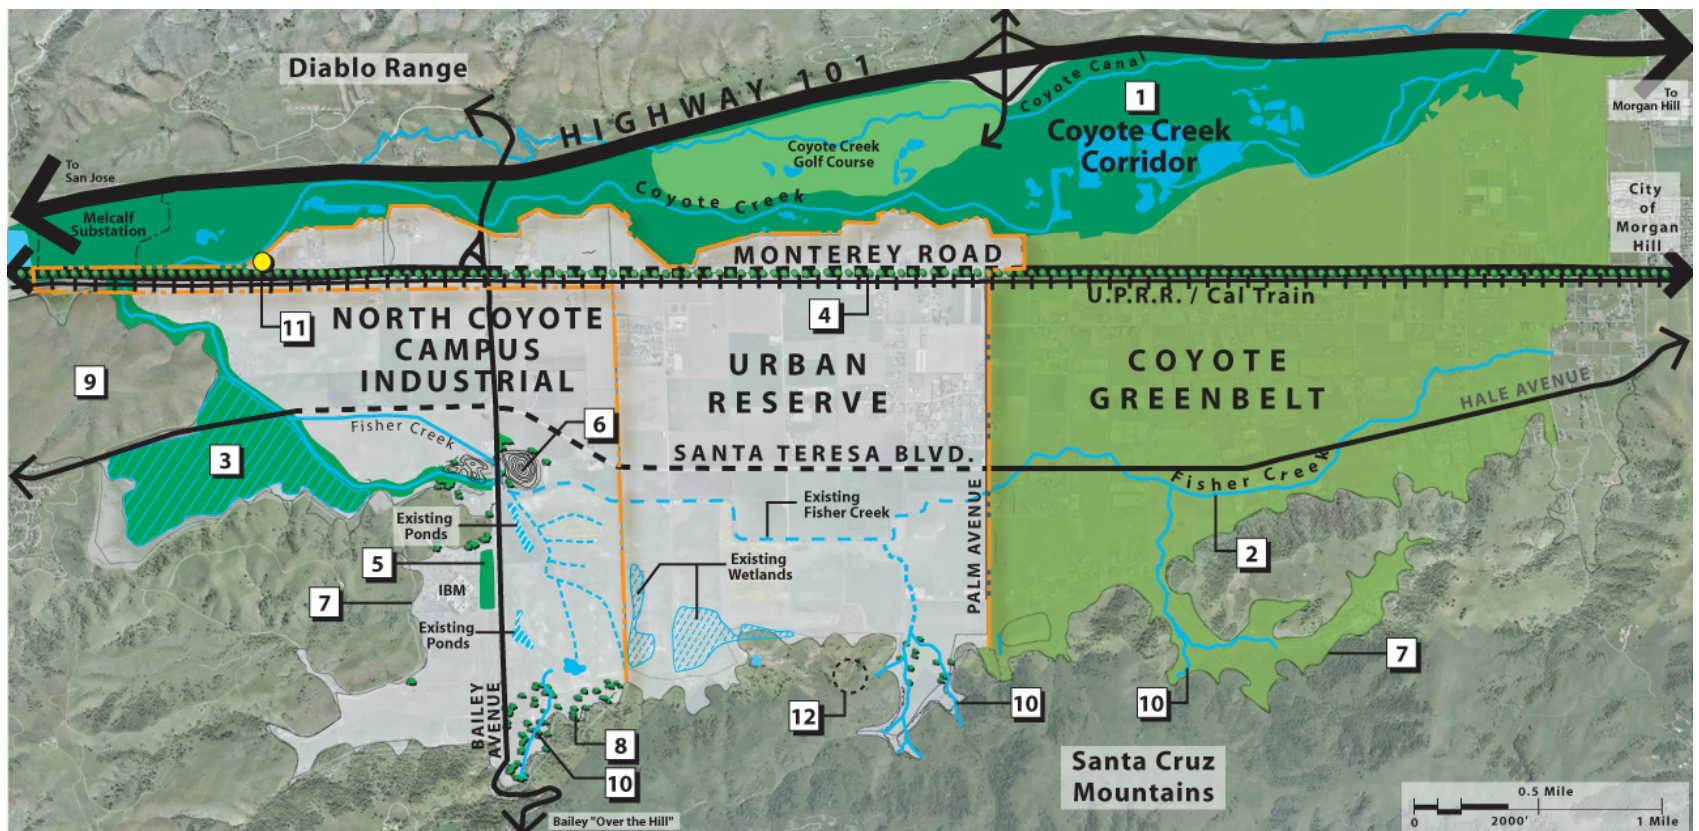 Diablo Range
HIGHWAY 101
Coyote Canal
1
To
Morgan Hill
Coyote Creek
Corridor
Coyote Creek
Golf Course
To
San Jose
Melcalf
Substation
Coyote Creek
City
of
Morgan
Hill
MONTEREY ROAD
U.P.R.R. / Cal Train
11
4
NORTH COYOTE
CAMPUS
INDUSTRIAL
URBAN
RESERVE
COYOTE
GREENBELT
9
HALE AVENUE
Fisher Creek
6
3
SANTA TERESA BLVD.
Fisher Creek
Existing
Ponds
Existing
Fisher Creek
PALM AVENUE
5
Existing
Wetlands
2
IBM
7
Existing
Ponds
7
BAILEY
AVENUE
12
10
10
8
10
Santa Cruz
Mountains
Bailey "Over the Hill"
0.5 Mile
0
2000'
1 Mile